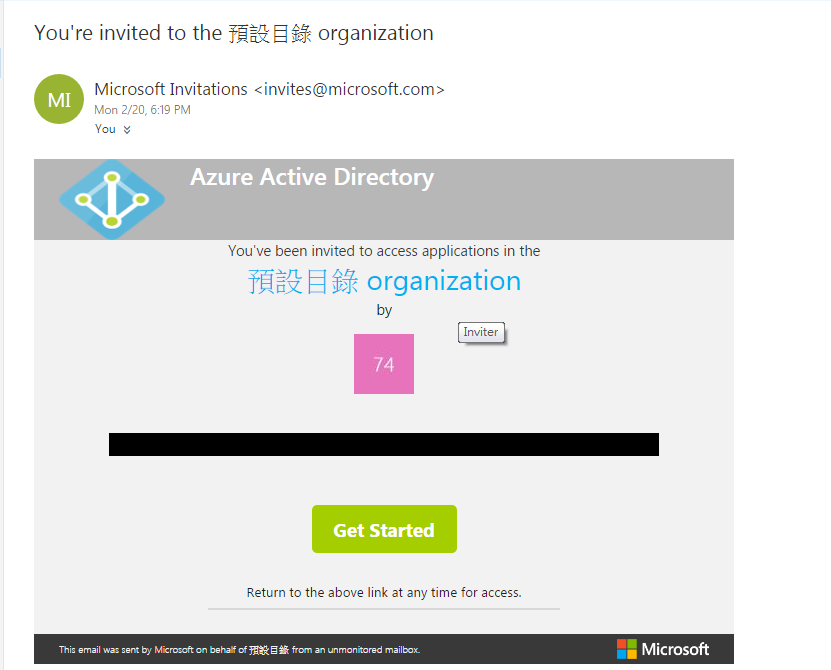 You're invited to the 預設目錄 organization
MI
Microsoft Invitations <invites@microsoft.com>
Mon 2/20, 6:19 PM
You
Azure Active Directory
You've been invited to access applications in the
預設目錄 organization
by
Inviter
74
Get Started
Return to the above link at any time for access.
This email was sent by Microsoft on behalf of 預設目錄 from an unmonitored mailbox.
Microsoft